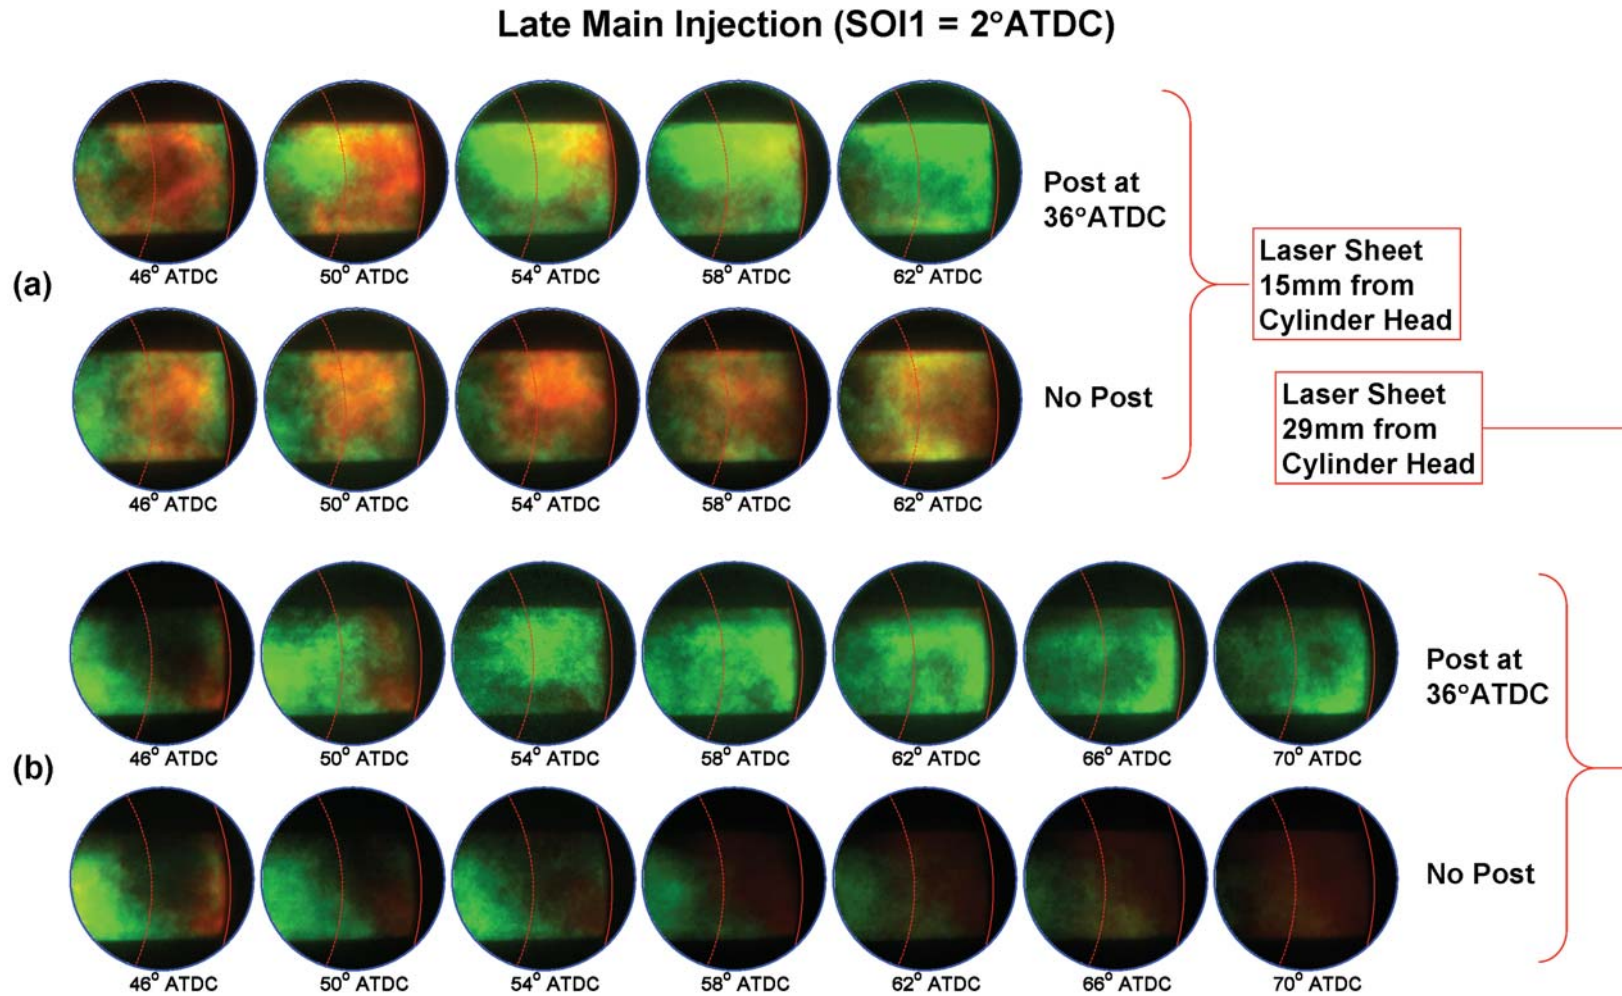 Late Main Injection (SOI1 = 2°ATDC)
46° ATDC
50° ATDC
54° ATDC
58° ATDC
62° ATDC
Post at
36°ATDC
(a)
Laser Sheet
15mm from
Cylinder Head
46° ATDC
50° ATDC
54° ATDC
58° ATDC
62° ATDC
No Post
Laser Sheet
29mm from
Cylinder Head
46° ATDC
50° ATDC
54° ATDC
58° ATDC
62° ATDC
66° ATDC
70° ATDC
Post at
36°ATDC
(b)
46° ATDC
50° ATDC
54° ATDC
58° ATDC
62° ATDC
66° ATDC
70° ATDC
No Post